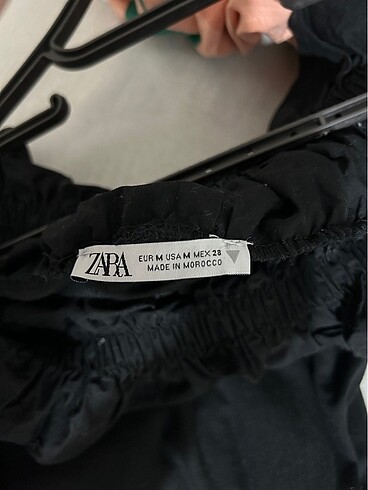 ZARA
EUR M USA M MEX 28
MADE IN MOROCCO